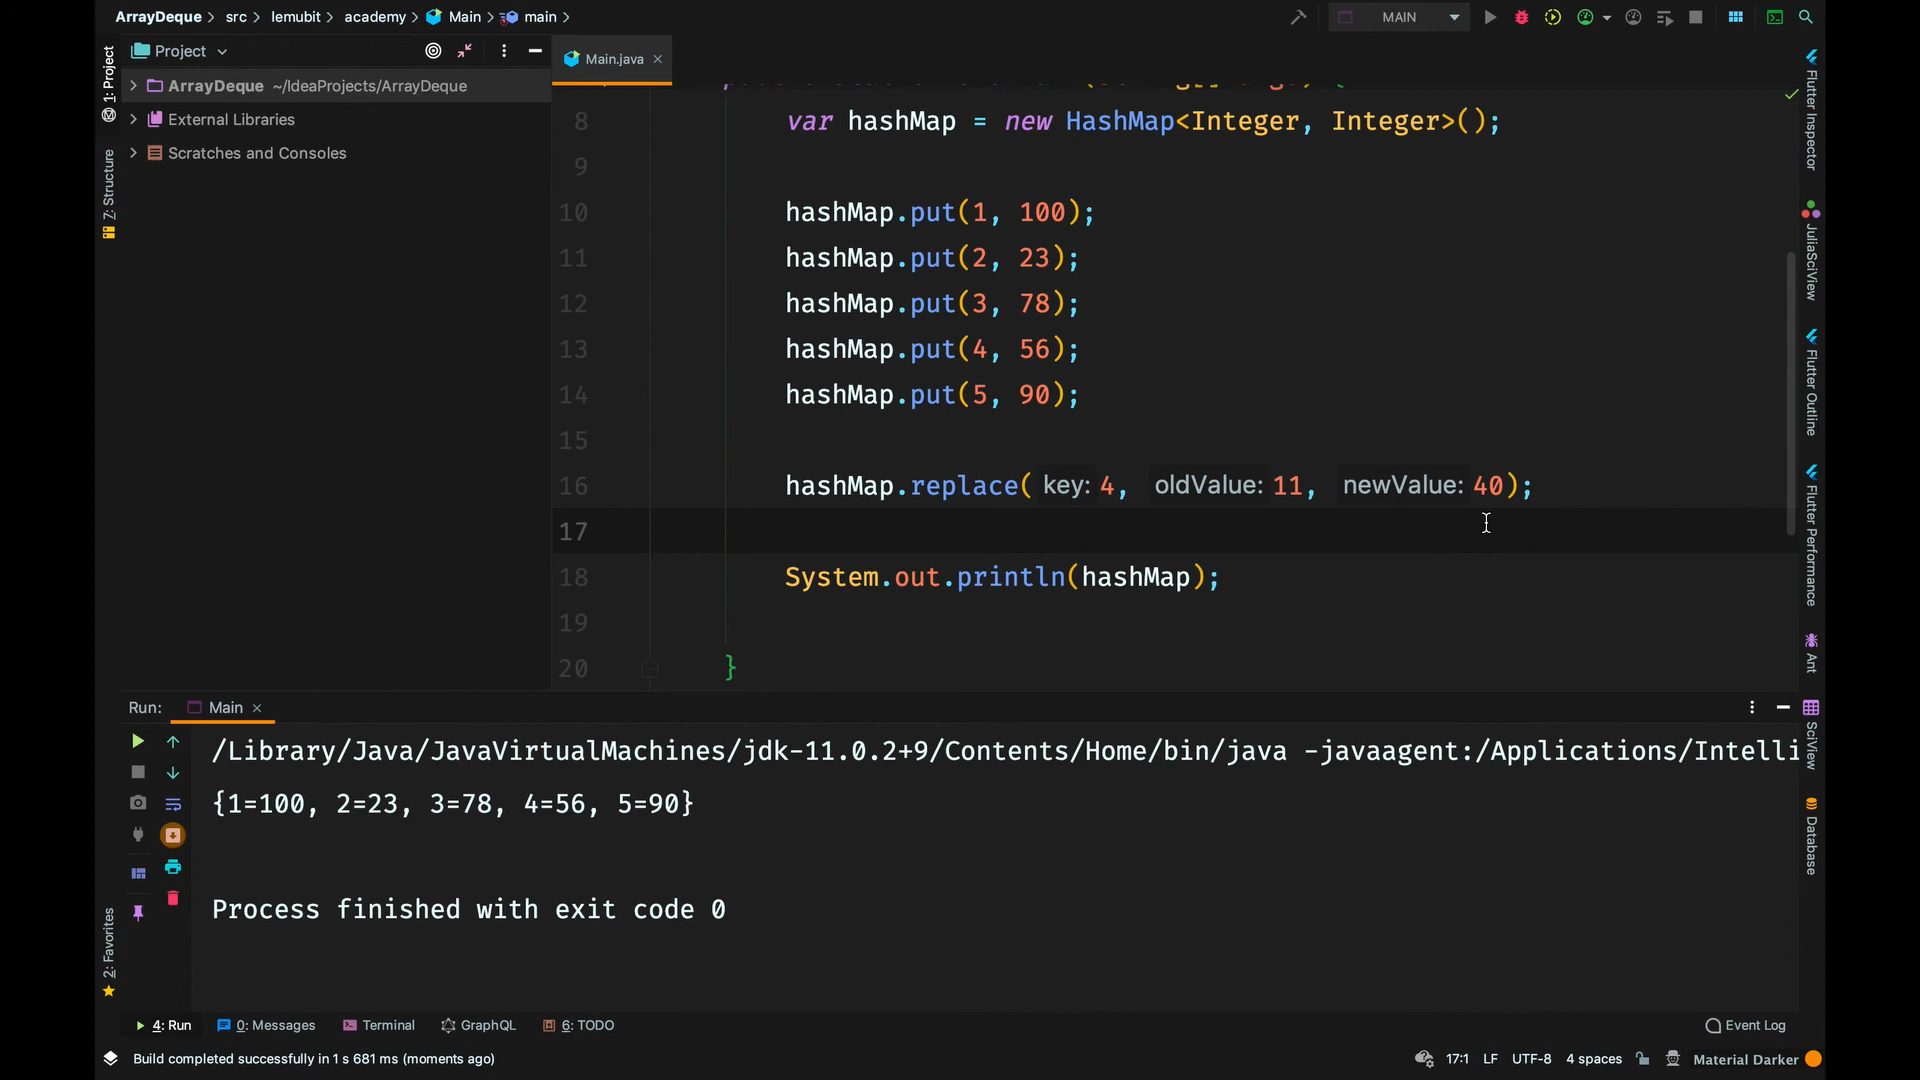 ArrayDeque > src > lemubit > academy > Main > main >
MAIN
1: Project
Project
Main.java
ArrayDeque ~/IdeaProjects/ArrayDeque
External Libraries
Scratches and Consoles
7: Structure
8 var hashMap = new HashMap<Integer, Integer>();
9
10 hashMap.put(1, 100);
11 hashMap.put(2, 23);
12 hashMap.put(3, 78);
13 hashMap.put(4, 56);
14 hashMap.put(5, 90);
15
16 hashMap.replace( key: 4, oldValue: 11, newValue: 40);
17
18 System.out.println(hashMap);
19
20 }
Flutter Inspector
JuliaSciView
Flutter Outline
Flutter Performance
Ant
SciView
Database
Run: Main
/Library/Java/JavaVirtualMachines/jdk-11.0.2+9/Contents/Home/bin/java -javaagent:/Applications/Intelli
{1=100, 2=23, 3=78, 4=56, 5=90}
Process finished with exit code 0
2: Favorites
4: Run 0: Messages Terminal GraphQL 6: TODO Event Log
Build completed successfully in 1 s 681 ms (moments ago) 17:1 LF UTF-8 4 spaces Material Darker